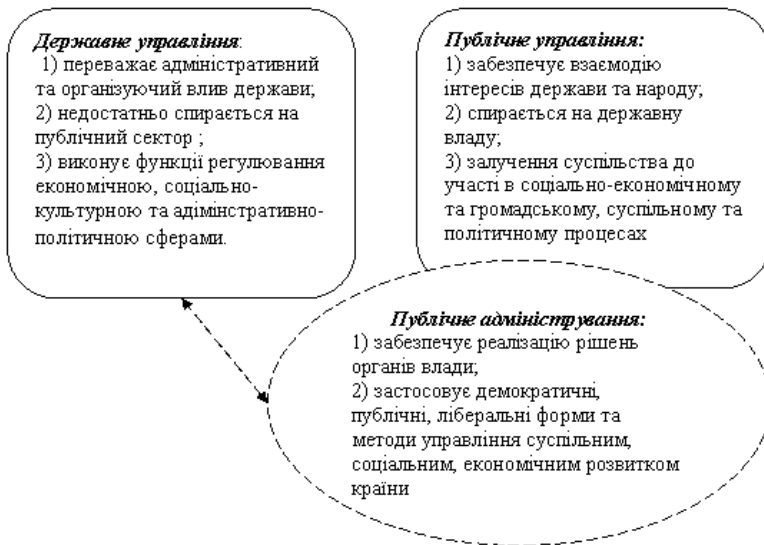 Державне управління:
1) переважає адміністративний
та організуючий влив держави;
2) недостатньо спирається на
публічний сектор ;
3) виконує функції регулювання
економічною, соціально-
культурною та адімінстративно-
політичною сферами.
Публічне управління:
1) забезпечує взаємодію
інтересів держави та народу;
2) спирається на державну
владу;
3) залучення суспільства до
участі в соціально-економічному
та громадському, суспільному та
політичному процесах
Публічне адміністрування:
1) забезпечує реалізацію рішень
органів влади;
2) застосовує демократичні,
публічні, ліберальні форми та
методи управління суспільним,
соціальним, економічним розвитком
країни